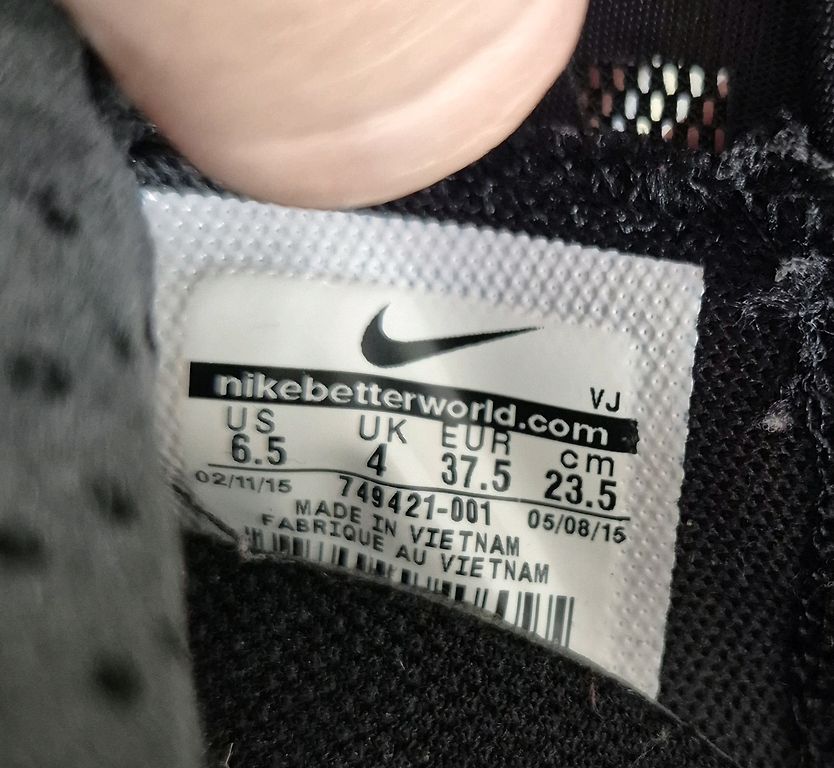 nikebetterworld.com VJ
US UK EUR cm
6.5 4 37.5 23.5
02/11/15 749421-001 05/08/15
MADE IN VIETNAM
FABRIQUE AU VIETNAM